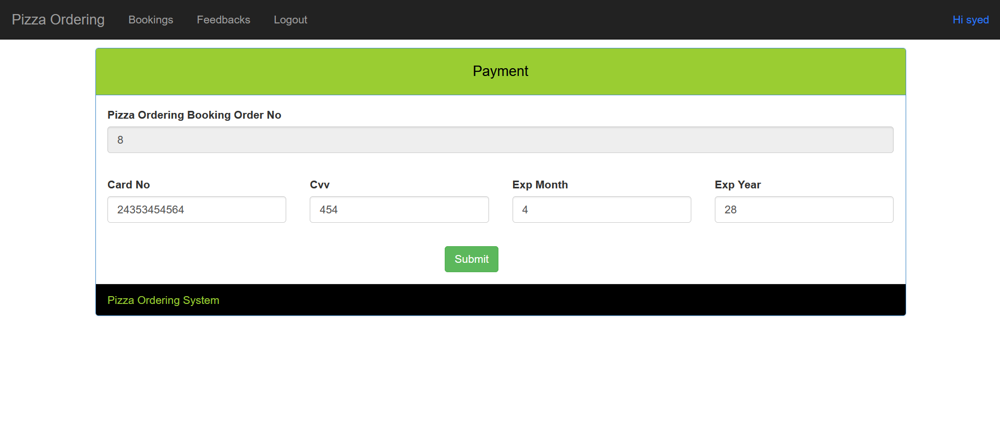 Pizza Ordering Bookings Feedbacks Logout Hi syed
Payment
Pizza Ordering Booking Order No
8
Card No Cvv Exp Month Exp Year
24353454564 454 4 28
Submit
Pizza Ordering System